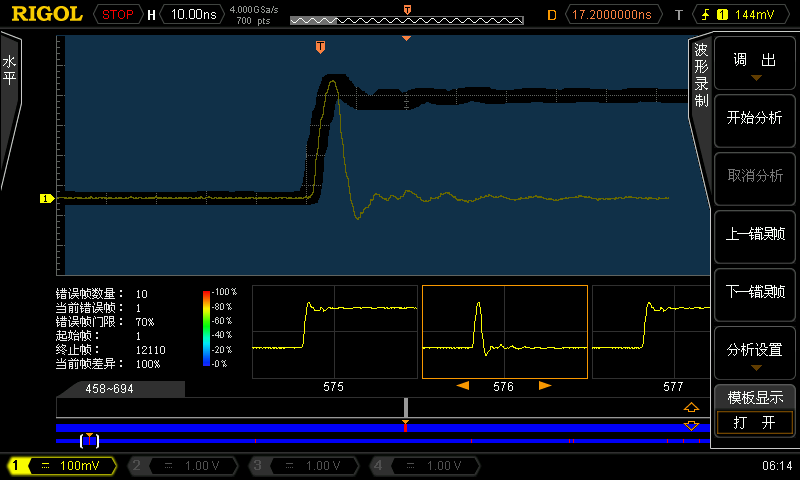 RIGOL STOP H 10.00ns 4.000GSa/s 700 pts D 17.2000000ns T 1 144mV
T
T
水平
波形录制
调 出
开始分析
取消分析
上一错误帧
下一错误帧
分析设置
模板显示
打 开
1
错误帧数量： 10
当前错误帧： 1
错误帧门限： 70%
起始帧： 1
终止帧： 12110
当前帧差异： 100%
-100%
-80%
-60%
-40%
-20%
-0%
575
576
577
458~694
T
1 100mV 2 1.00 V 3 1.00 V 4 1.00 V 06:14